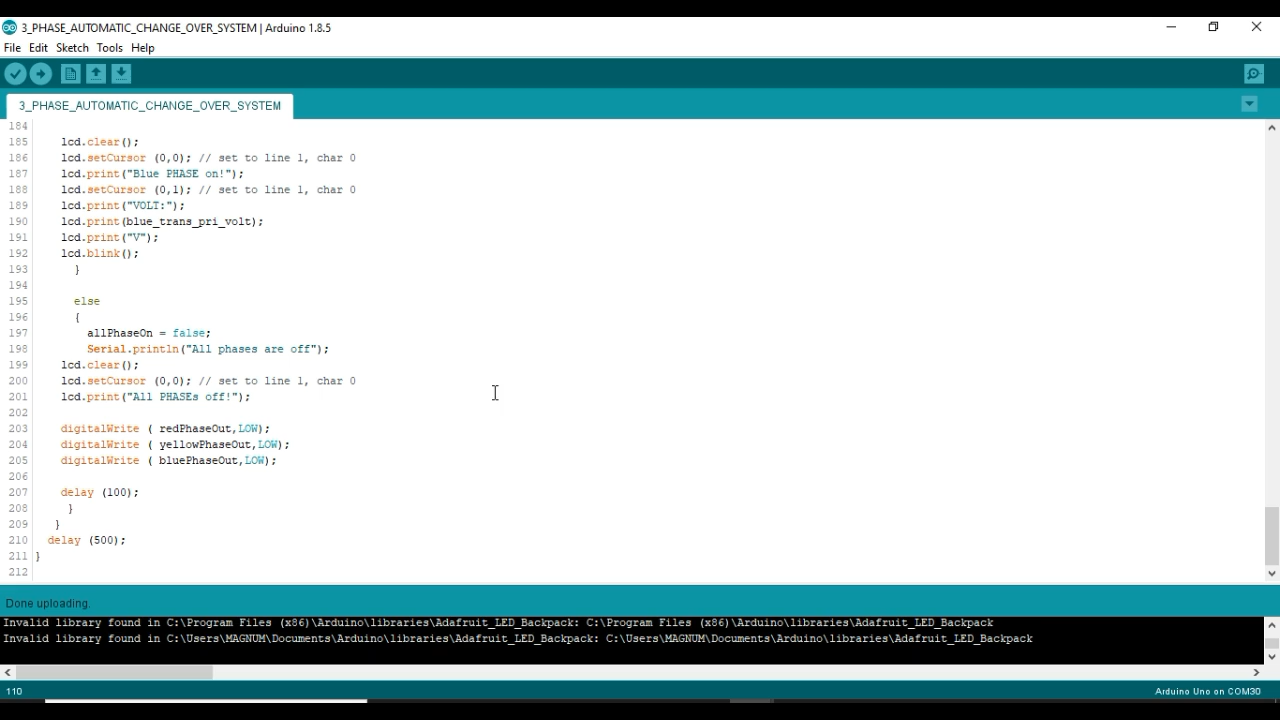 3_PHASE_AUTOMATIC_CHANGE_OVER_SYSTEM | Arduino 1.8.5
File Edit Sketch Tools Help
3_PHASE_AUTOMATIC_CHANGE_OVER_SYSTEM
184
185 lcd.clear();
186 lcd.setCursor (0,0); // set to line 1, char 0
187 lcd.print("Blue PHASE on!");
188 lcd.setCursor (0,1); // set to line 1, char 0
189 lcd.print("VOLT:");
190 lcd.print(blue_trans_pri_volt);
191 lcd.print("V");
192 lcd.blink();
193 }
194
195 else
196 {
197 allPhaseOn = false;
198 Serial.println("All phases are off");
199 lcd.clear();
200 lcd.setCursor (0,0); // set to line 1, char 0
201 lcd.print("All PHASEs off!");
202
203 digitalWrite ( redPhaseOut,LOW);
204 digitalWrite ( yellowPhaseOut,LOW);
205 digitalWrite ( bluePhaseOut,LOW);
206
207 delay (100);
208 }
209 }
210 delay (500);
211 }
212
Done uploading.
Invalid library found in C:\Program Files (x86)\Arduino\libraries\Adafruit_LED_Backpack: C:\Program Files (x86)\Arduino\libraries\Adafruit_LED_Backpack
Invalid library found in C:\Users\MAGNUM\Documents\Arduino\libraries\Adafruit_LED_Backpack: C:\Users\MAGNUM\Documents\Arduino\libraries\Adafruit_LED_Backpack
110 Arduino Uno on COM30